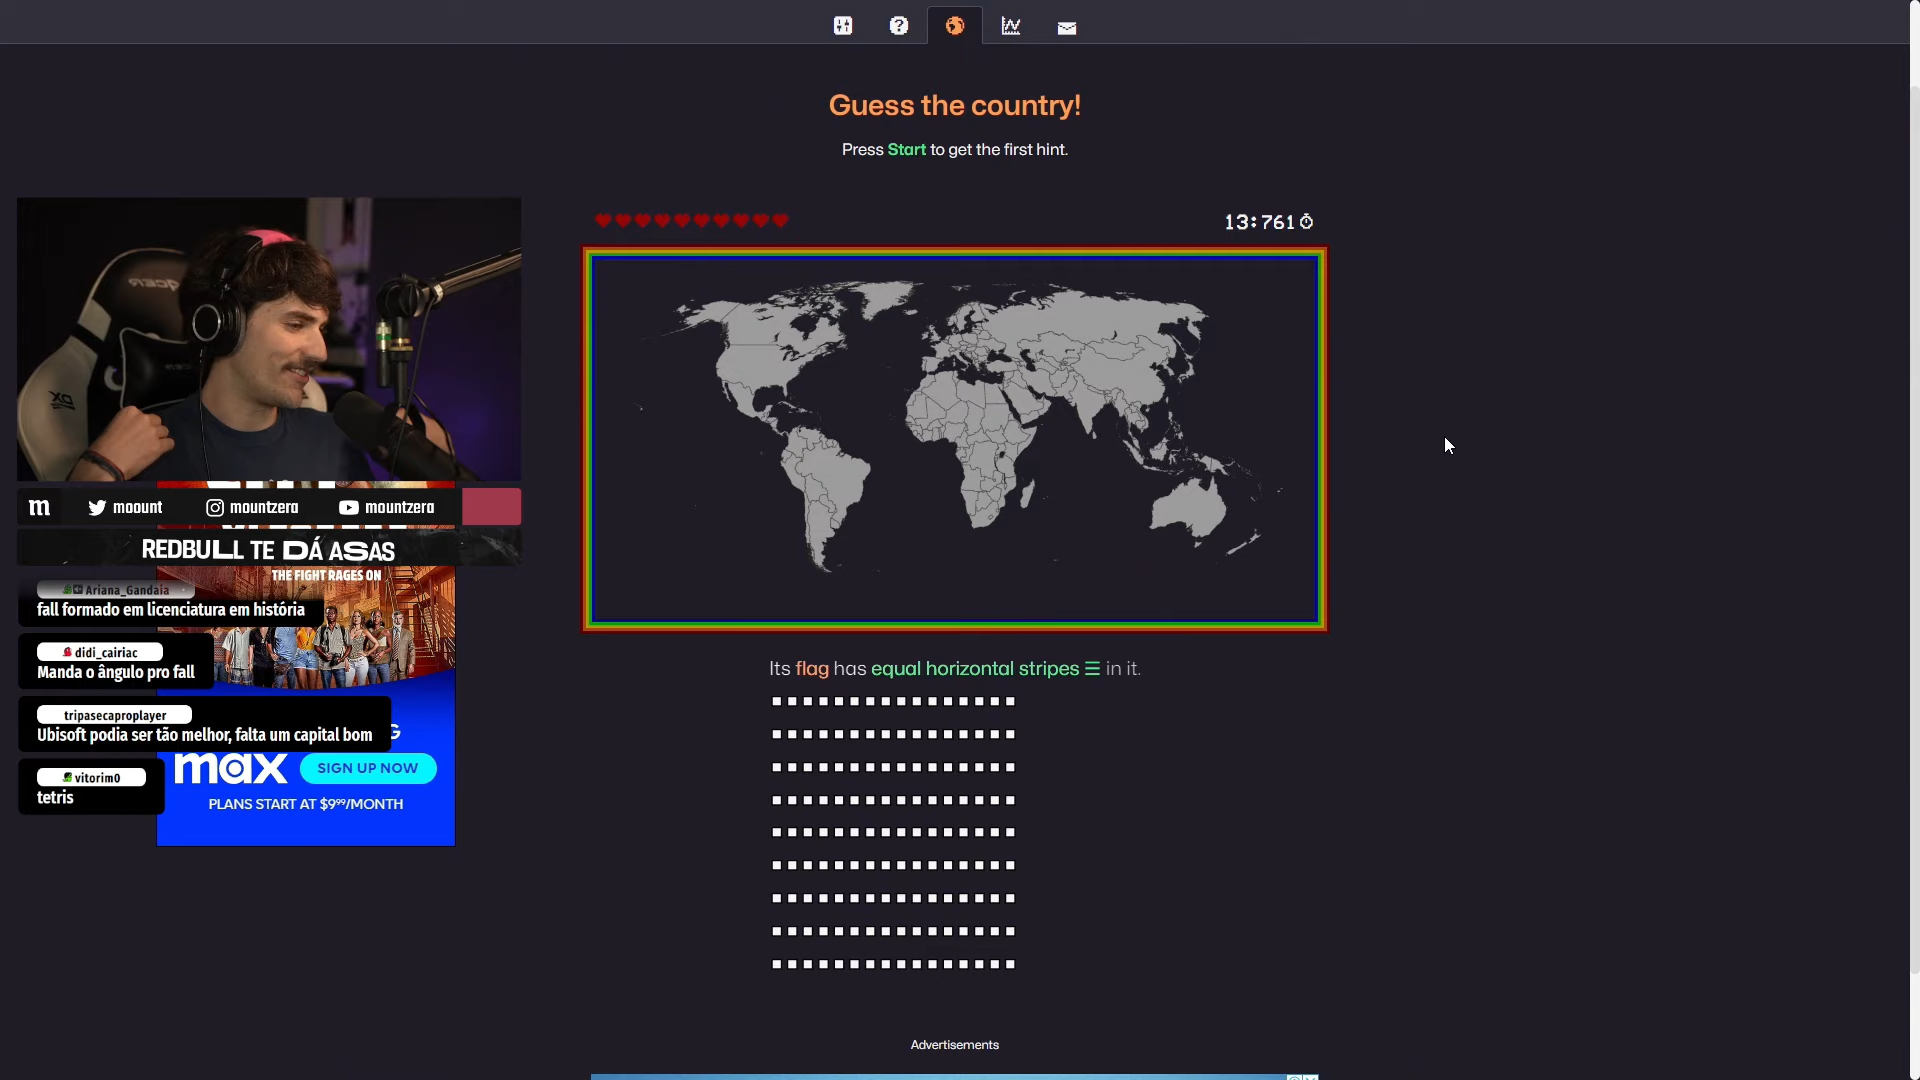 Guess the country!
Press Start to get the first hint.
13:761
m moount mountzera mountzera
REDBULL TE DÁ ASAS
THE FIGHT RAGES ON
Ariana_Gandaia
fall formado em licenciatura em história
didi_cairiac
Manda o ângulo pro fall
tripasecaproplayer
Ubisoft podia ser tão melhor, falta um capital bom
G
vitorim0
tetris
max SIGN UP NOW
PLANS START AT $9⁹⁹/MONTH
Its flag has equal horizontal stripes in it.
Advertisements